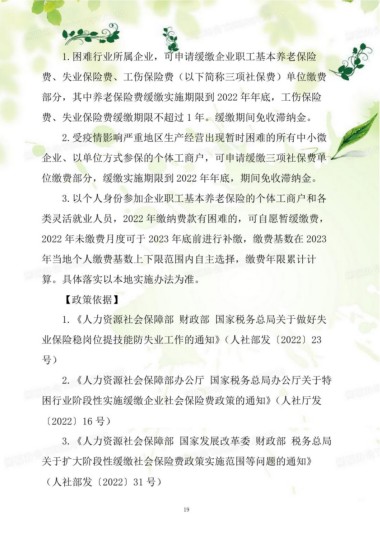 1.困难行业所属企业，可申请缓缴企业职工基本养老保险
费、失业保险费、工伤保险费（以下简称三项社保费）单位缴费
部分，其中养老保险费缓缴实施期限到 2022 年年底，工伤保险
费、失业保险费缓缴期限不超过 1 年。缓缴期间免收滞纳金。
2.受疫情影响严重地区生产经营出现暂时困难的所有中小微
企业、以单位方式参保的个体工商户，可申请缓缴三项社保费单
位缴费部分，缓缴实施期限到 2022 年年底，期间免收滞纳金。
3.以个人身份参加企业职工基本养老保险的个体工商户和各
类灵活就业人员，2022 年缴纳费款有困难的，可自愿暂缓缴费，
2022 年未缴费月度可于 2023 年底前进行补缴，缴费基数在 2023
年当地个人缴费基数上下限范围内自主选择，缴费年限累计计
算。具体落实以本地实施办法为准。
【政策依据】
1.《人力资源社会保障部 财政部 国家税务总局关于做好失
业保险稳岗位提技能防失业工作的通知》（人社部发〔2022〕23
号）
2.《人力资源社会保障部办公厅 国家税务总局办公厅关于特
困行业阶段性实施缓缴企业社会保险费政策的通知》（人社厅发
〔2022〕16 号）
3.《人力资源社会保障部 国家发展改革委 财政部 税务总局
关于扩大阶段性缓缴社会保险费政策实施范围等问题的通知》
（人社部发〔2022〕31 号）
19